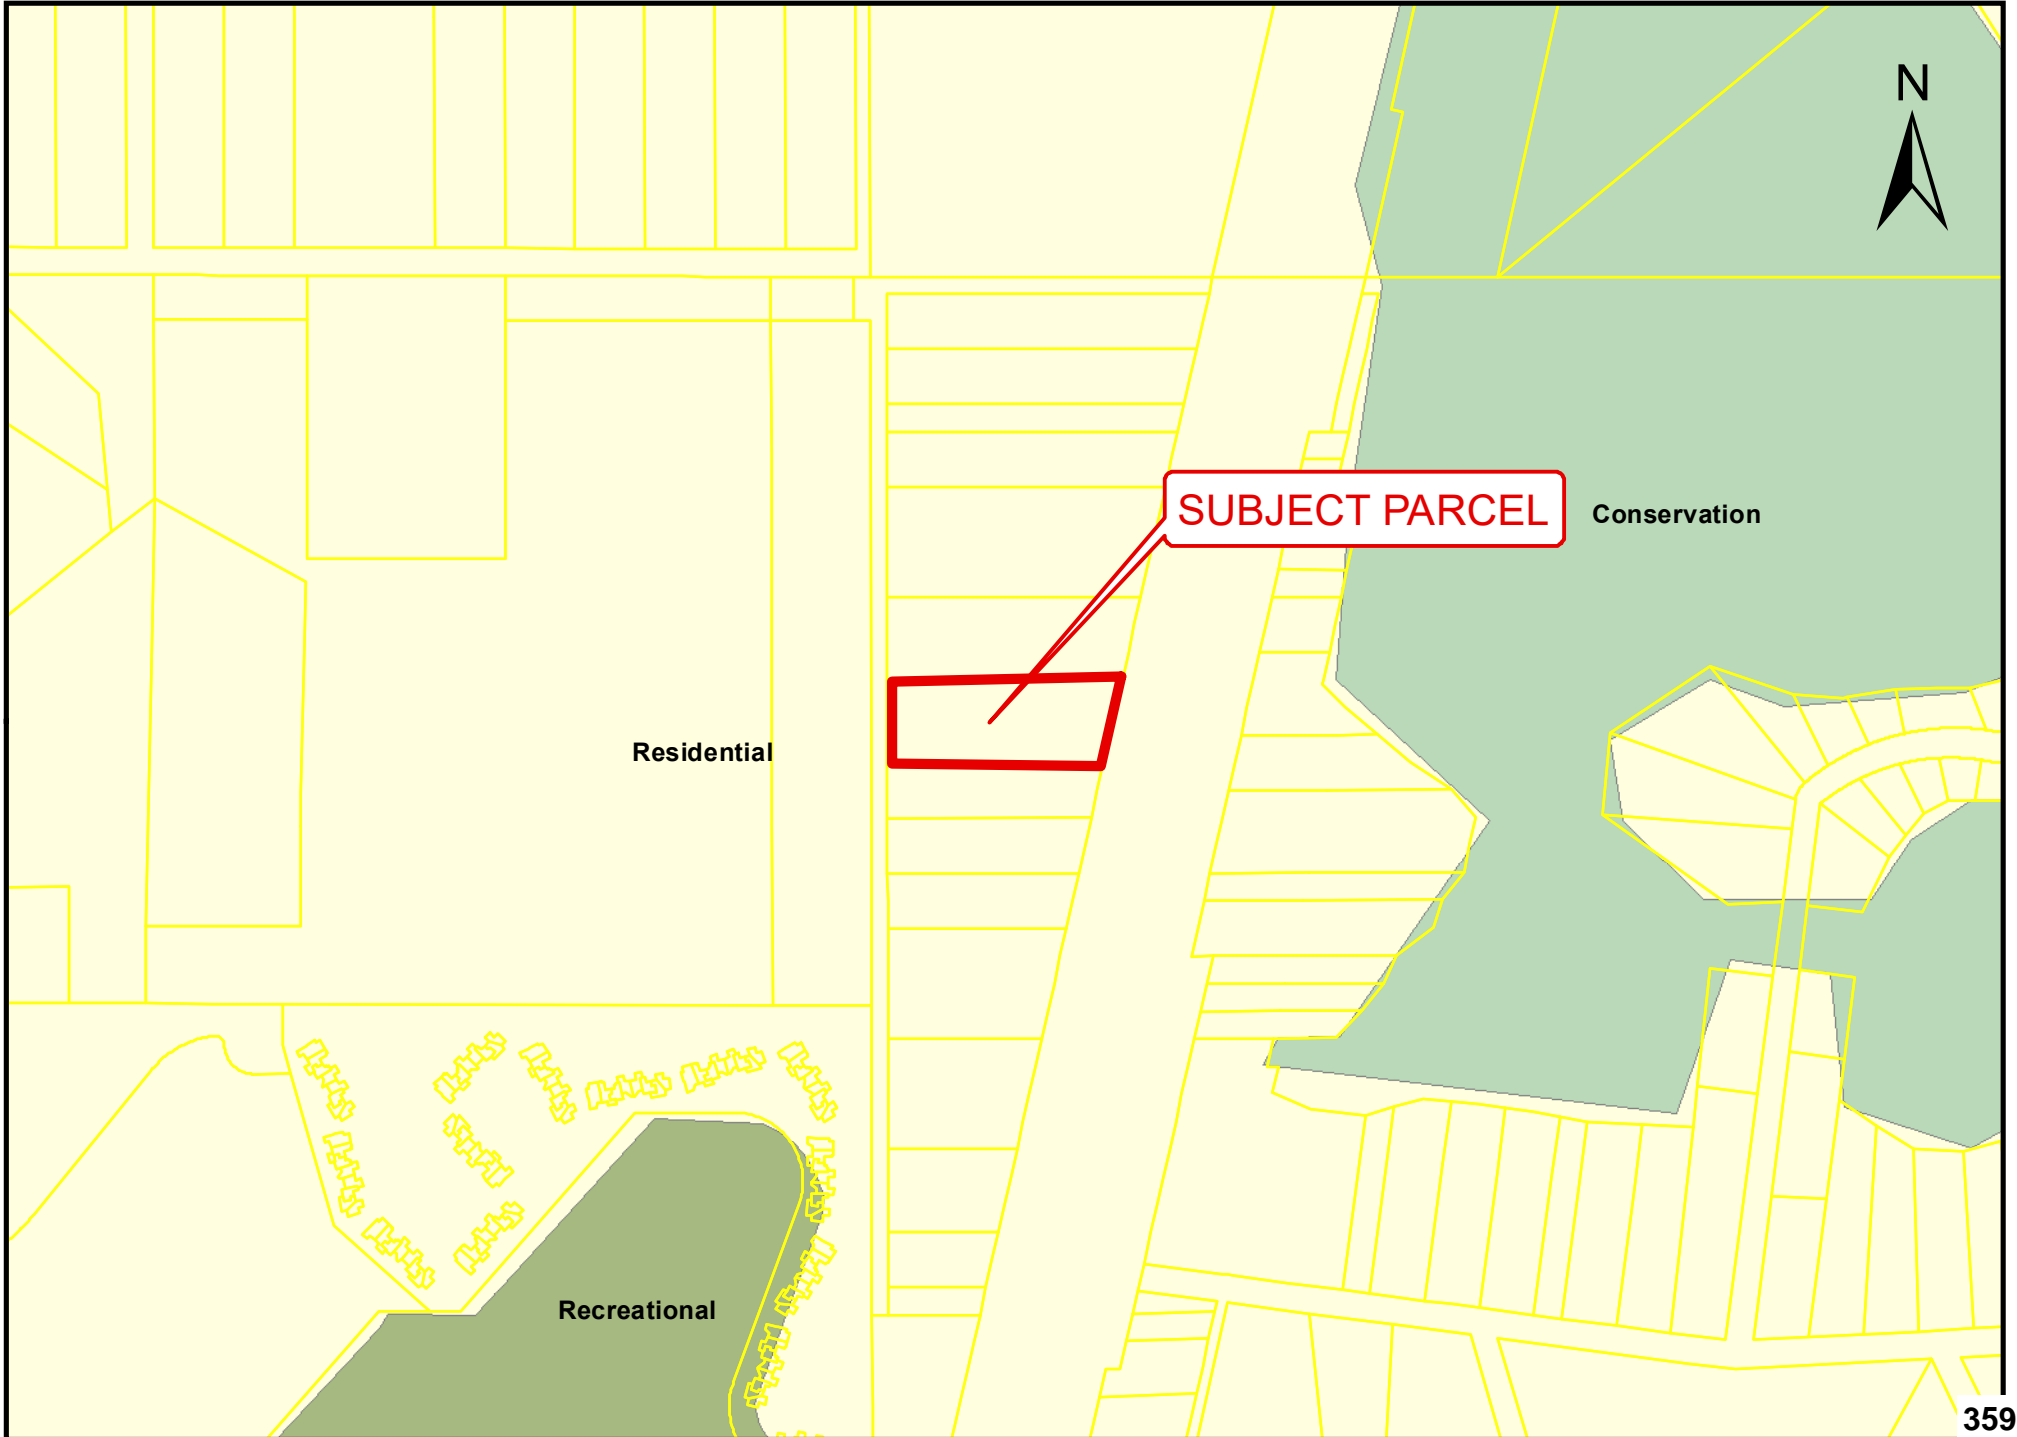 N
SUBJECT PARCEL
Conservation
Residential
Recreational
359